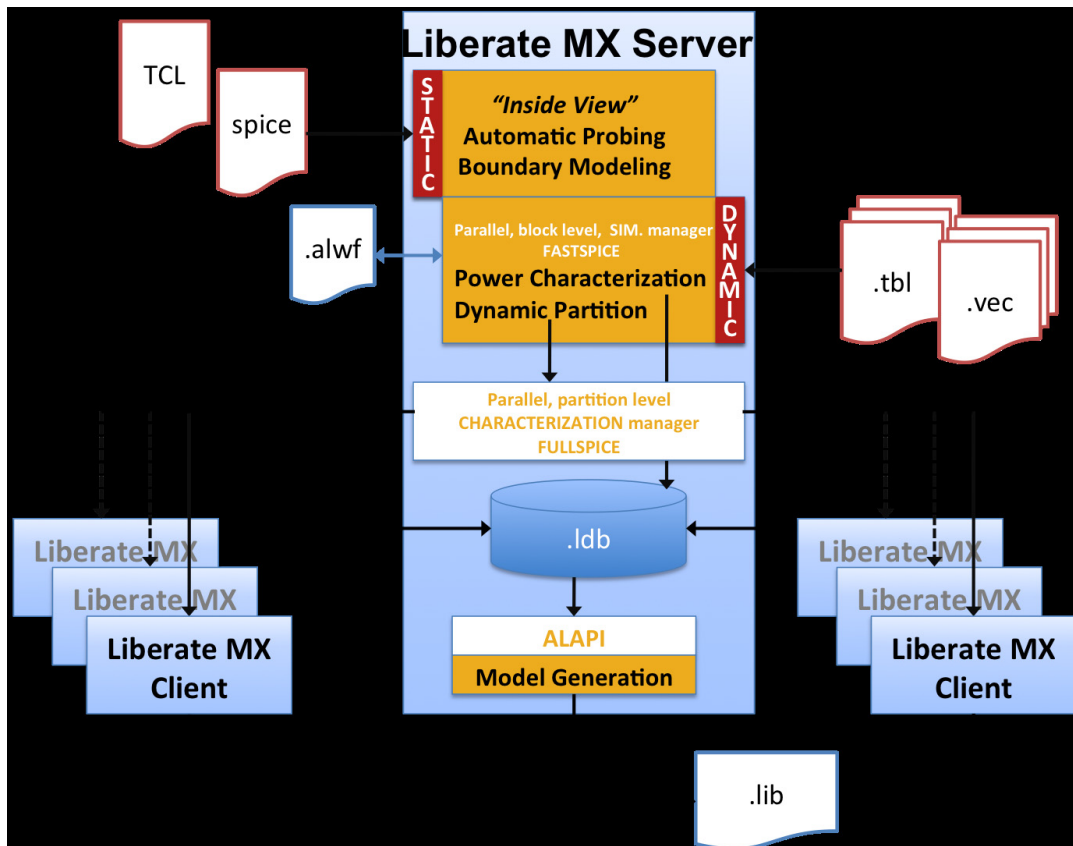 Liberate MX Server
TCL
spice
STATIC
“Inside View”
Automatic Probing
Boundary Modeling
.alwf
Parallel, block level, SIM. manager
FASTSPICE
Power Characterization
Dynamic Partition
DYNAMIC
.tbl
.vec
Parallel, partition level
CHARACTERIZATION manager
FULLSPICE
.ldb
Liberate MX
Liberate MX
Liberate MX
Client
Liberate MX
Liberate MX
Liberate MX
Client
ALAPI
Model Generation
.lib